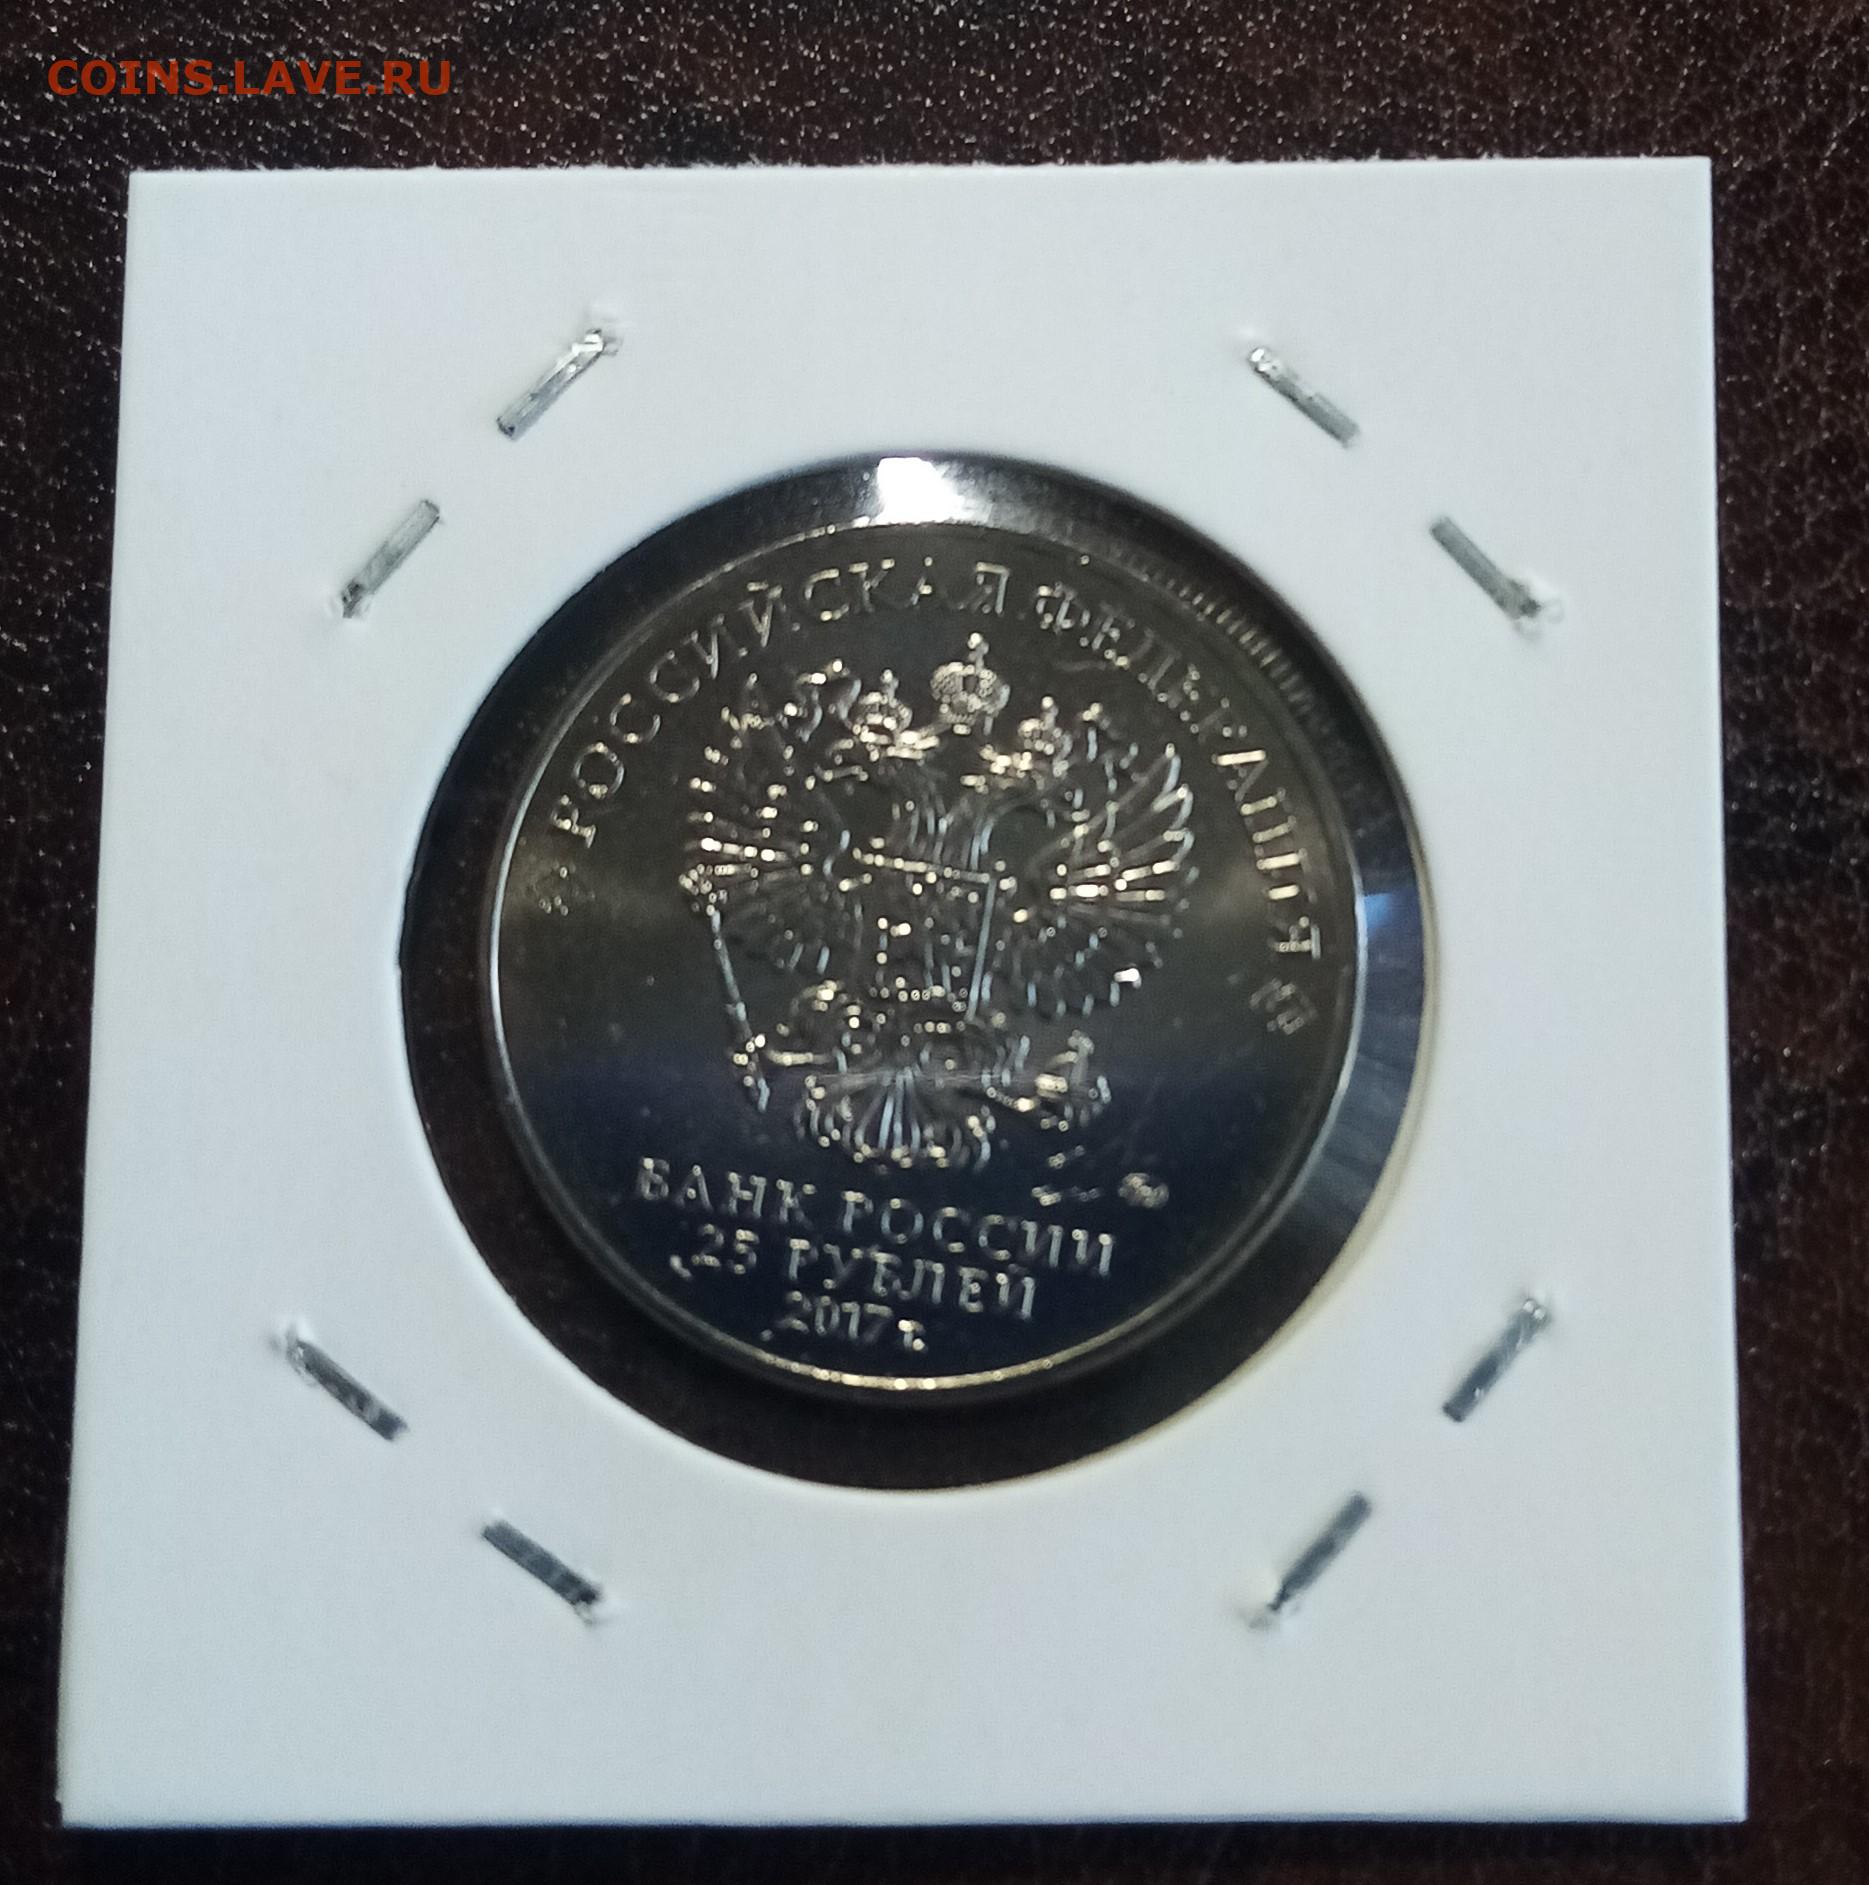 COINS.LAVE.RU
РОССИЙСКАЯ ФЕДЕРАЦИЯ
БАНК РОССИИ
25 РУБЛЕЙ
2017 г.